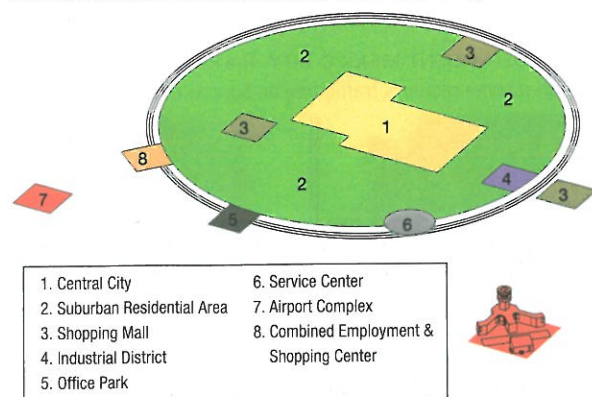 2
3
2
3
1
8
2
4
7
3
5
6
1. Central City
2. Suburban Residential Area
3. Shopping Mall
4. Industrial District
5. Office Park
6. Service Center
7. Airport Complex
8. Combined Employment &
Shopping Center